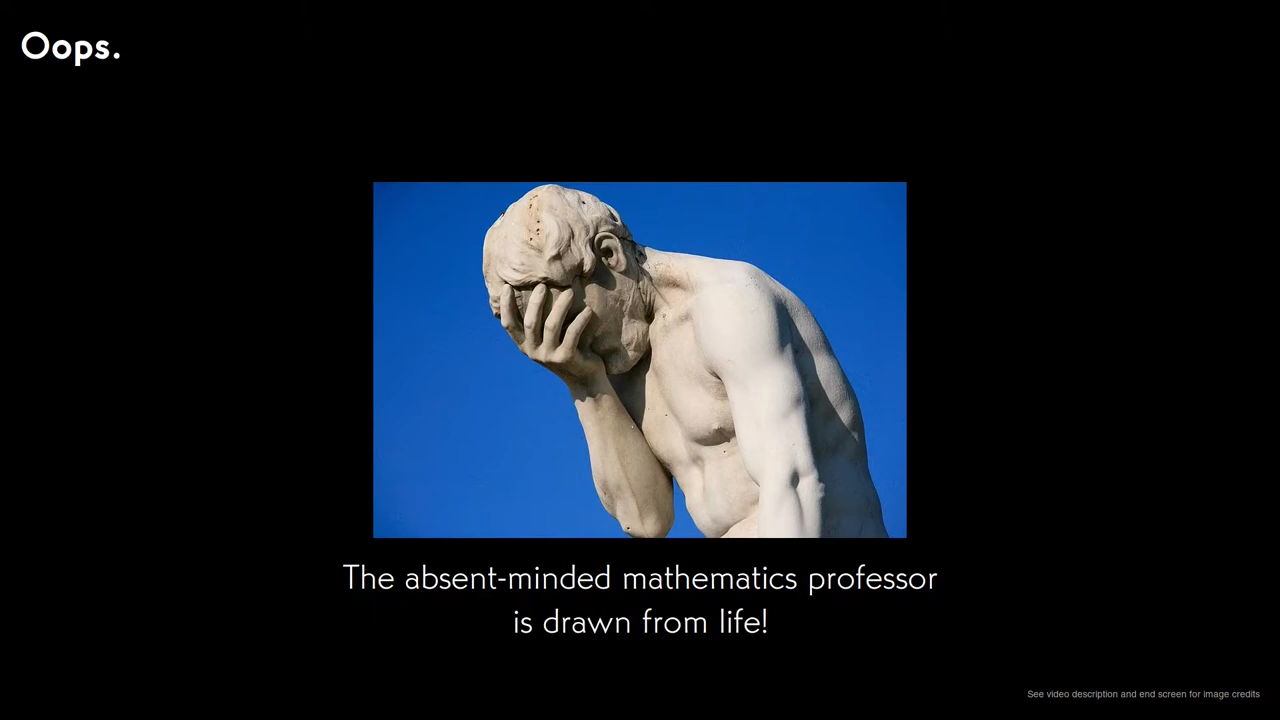 Oops.
The absent-minded mathematics professor
is drawn from life!
See video description and end screen for image credits